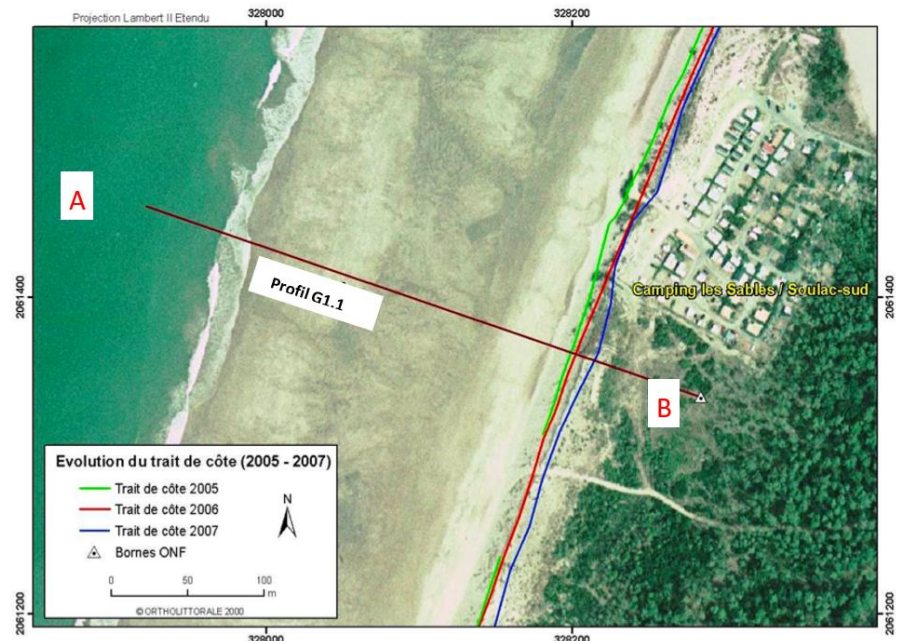 Projection Lambert II Etendu
328000
328200
A
Profil G1.1
2061400
2061400
Camping les Sables / Soulac-sud
B
Evolution du trait de côte (2005 - 2007)
Trait de côte 2005
Trait de côte 2006
Trait de côte 2007
Bornes ONF
N
0 50 100
m
© ORTHOLITTORALE 2000
2061200
2061200
328000
328200